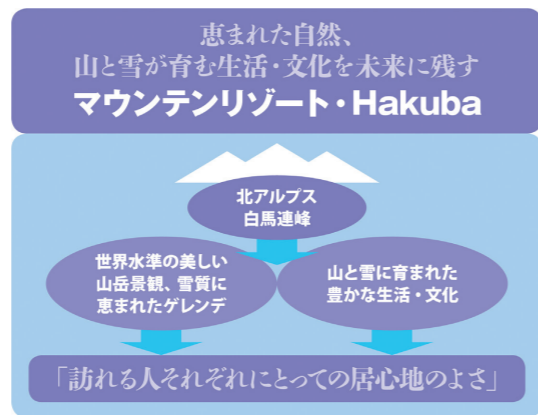 恵まれた自然、
山と雪が育む生活・文化を未来に残す
マウンテンリゾート・Hakuba
北アルプス
白馬連峰
世界水準の美しい
山岳景観、雪質に
恵まれたゲレンデ
山と雪に育まれた
豊かな生活・文化
「訪れる人それぞれにとっての居心地のよさ」